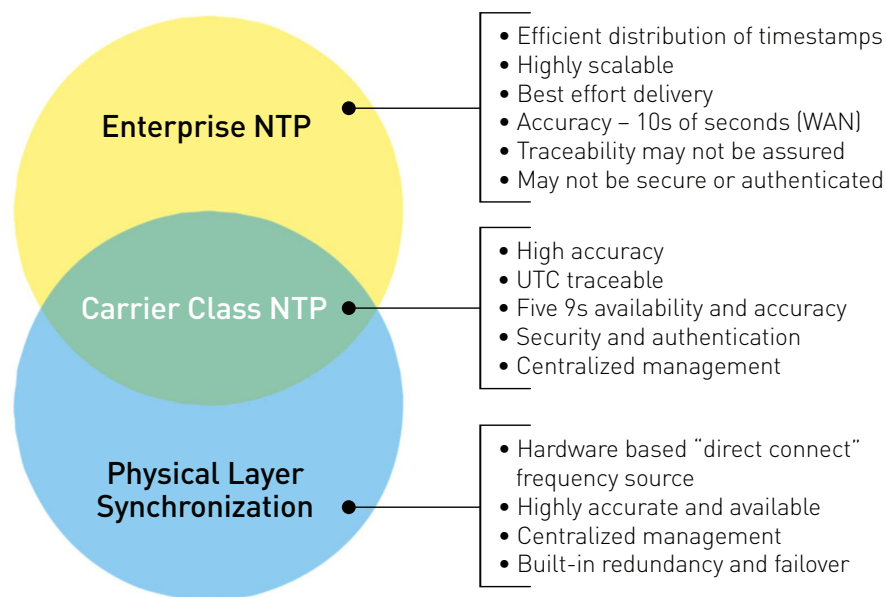 Enterprise NTP
• Efficient distribution of timestamps
• Highly scalable
• Best effort delivery
• Accuracy – 10s of seconds (WAN)
• Traceability may not be assured
• May not be secure or authenticated
Carrier Class NTP
• High accuracy
• UTC traceable
• Five 9s availability and accuracy
• Security and authentication
• Centralized management
Physical Layer
Synchronization
• Hardware based “direct connect”
frequency source
• Highly accurate and available
• Centralized management
• Built-in redundancy and failover